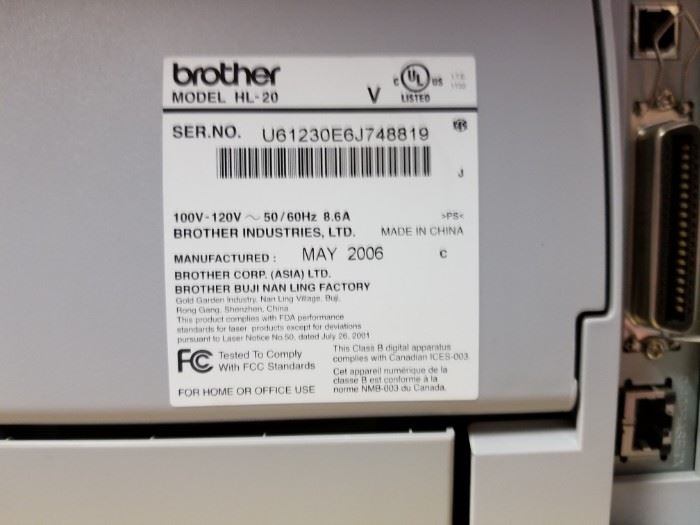 brother
MODEL HL-20 V C UL US LISTED
SER.NO. U61230E6J748819
J
100V-120V ~ 50/60Hz 8.6A >PS<
BROTHER INDUSTRIES, LTD. MADE IN CHINA
MANUFACTURED : MAY 2006 C
BROTHER CORP. (ASIA) LTD.
BROTHER BUJI NAN LING FACTORY
Gold Garden Industry, Nan Ling Village, Buji,
Rong Gang, Shenzhen, China
This product complies with FDA performance
standards for laser products except for deviations
pursuant to Laser Notice No.50, dated July 26, 2001
FC Tested To Comply
With FCC Standards
FOR HOME OR OFFICE USE
This Class B digital apparatus
complies with Canadian ICES-003.
Cet appareil numérique de la
classe B est conforme à la
norme NMB-003 du Canada.